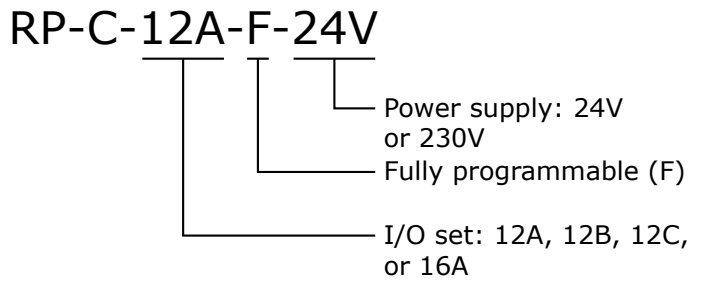 RP-C-12A-F-24V
Power supply: 24V
or 230V
Fully programmable (F)
I/O set: 12A, 12B, 12C,
or 16A